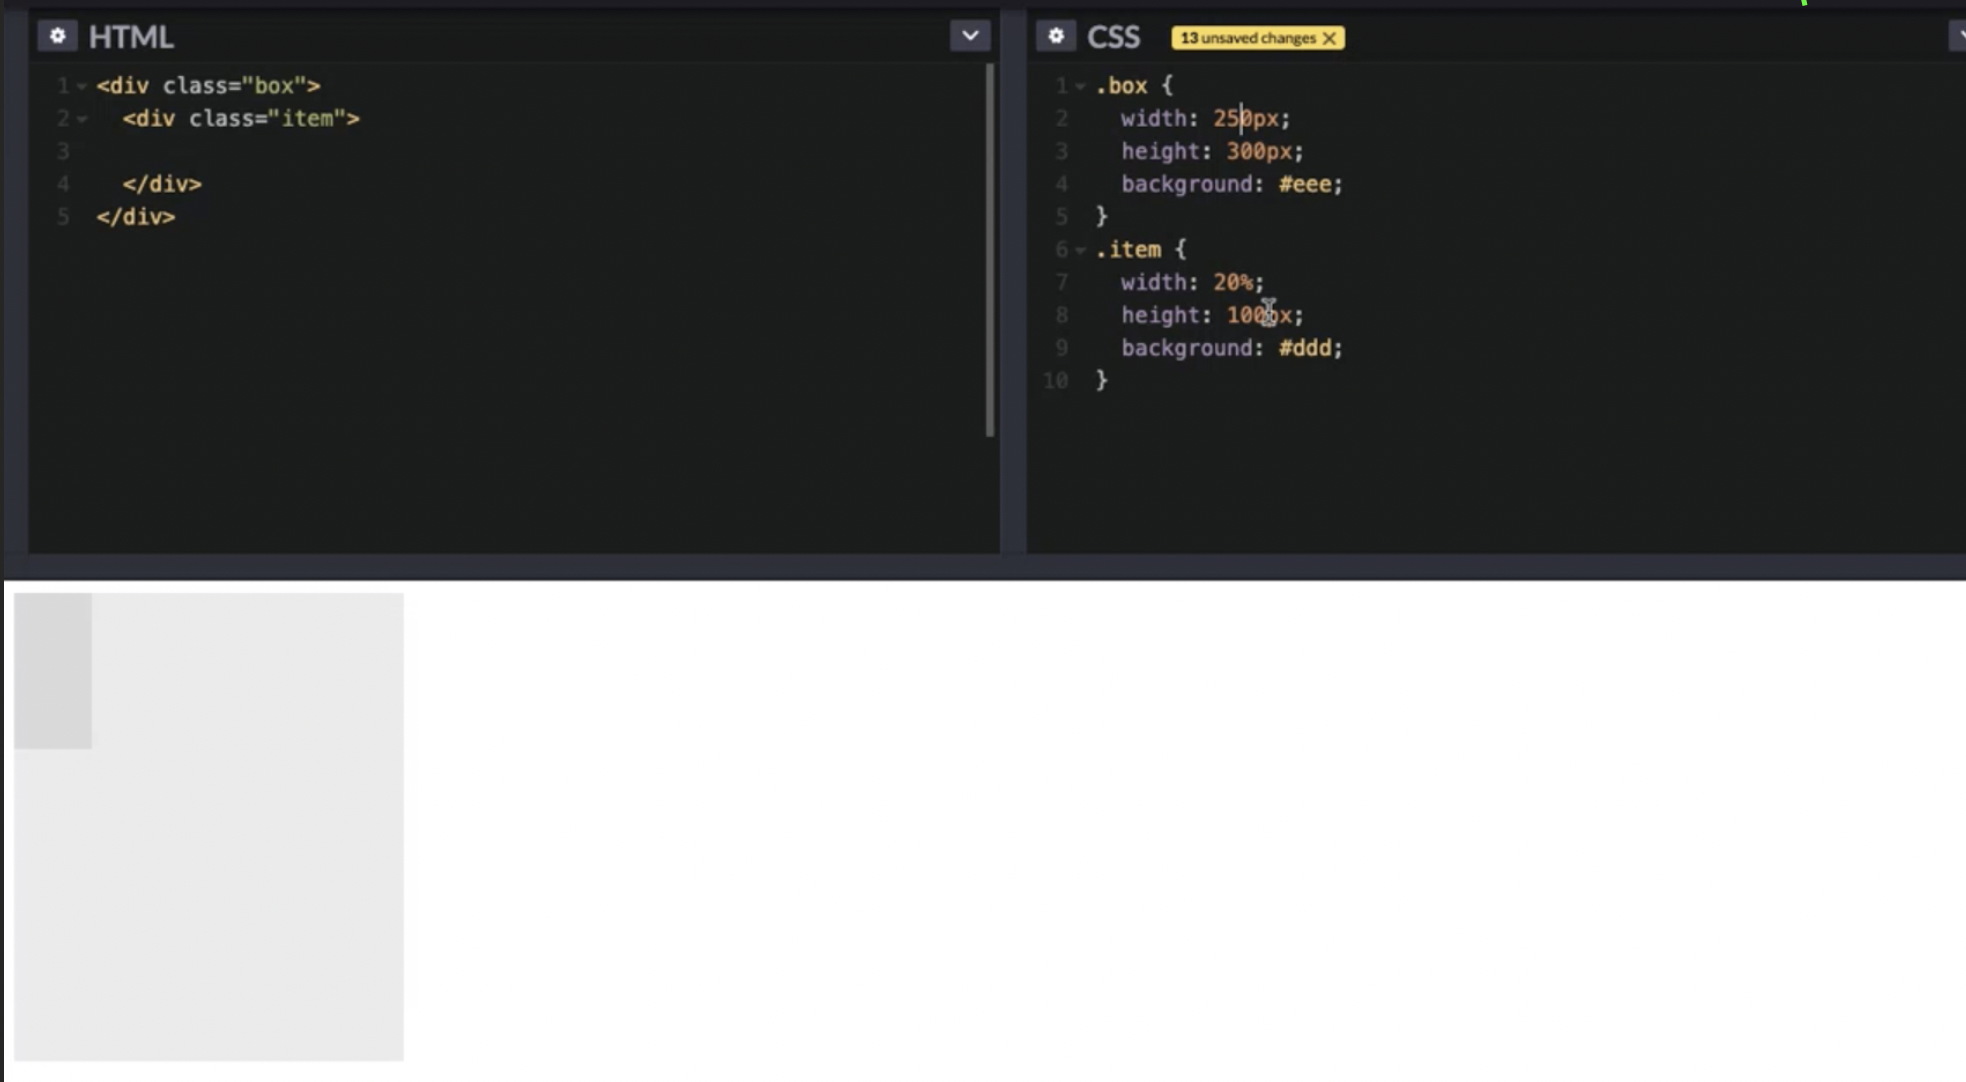 HTML
1 <div class="box">
2   <div class="item">
3
4   </div>
5 </div>
CSS 13 unsaved changes X
1 .box {
2   width: 250px;
3   height: 300px;
4   background: #eee;
5 }
6 .item {
7   width: 20%;
8   height: 100px;
9   background: #ddd;
10 }